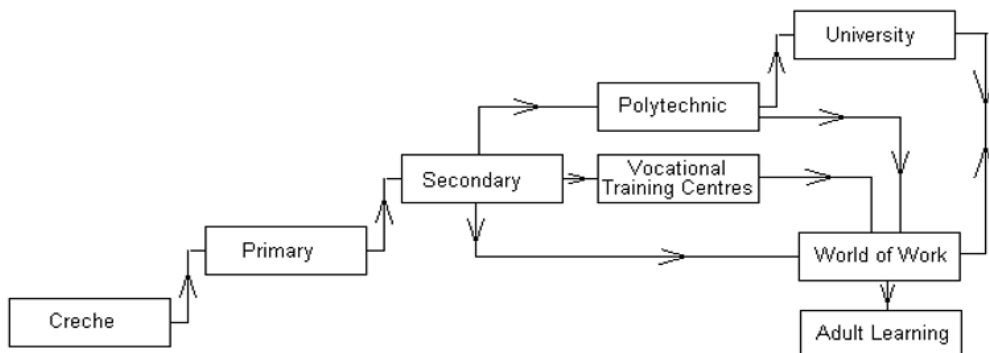 University
Polytechnic
Secondary
Vocational
Training Centres
Primary
World of Work
Creche
Adult Learning